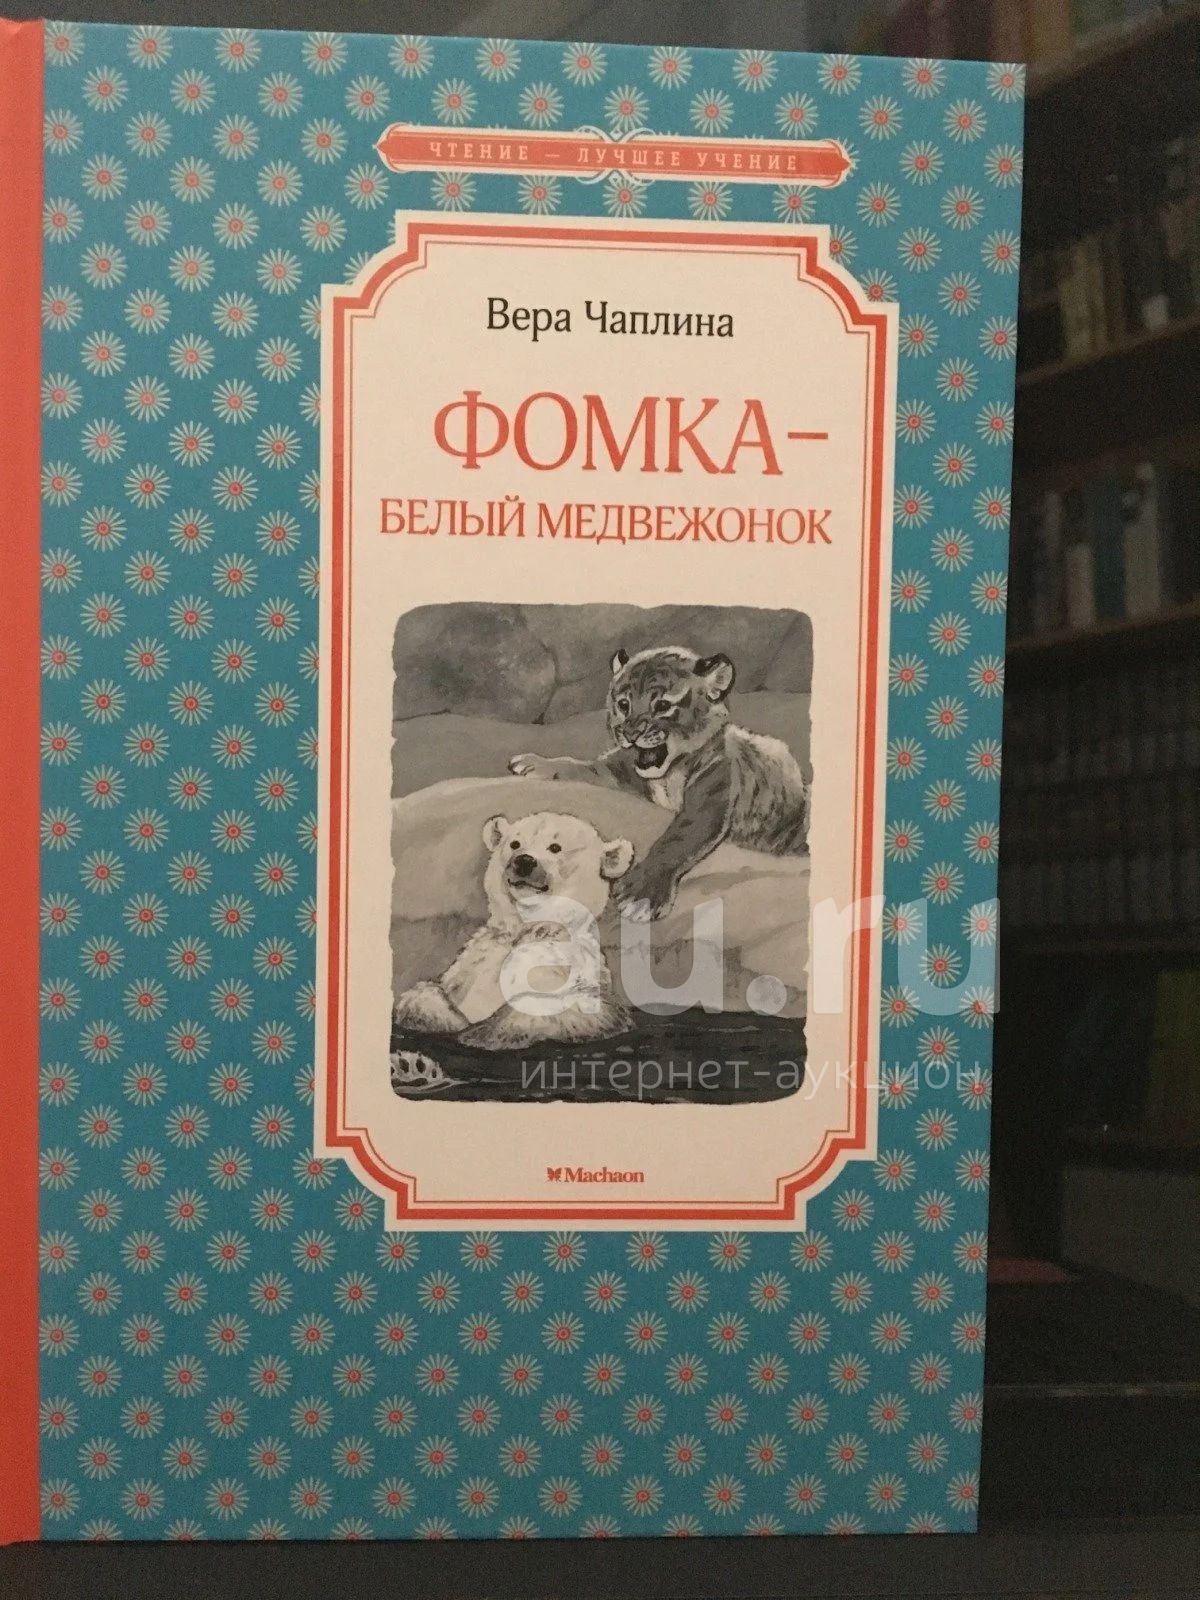 ЧТЕНИЕ — ЛУЧШЕЕ УЧЕНИЕ
Вера Чаплина
ФОМКА–
БЕЛЫЙ МЕДВЕЖОНОК
au.ru
интернет-аукцион
Machaon